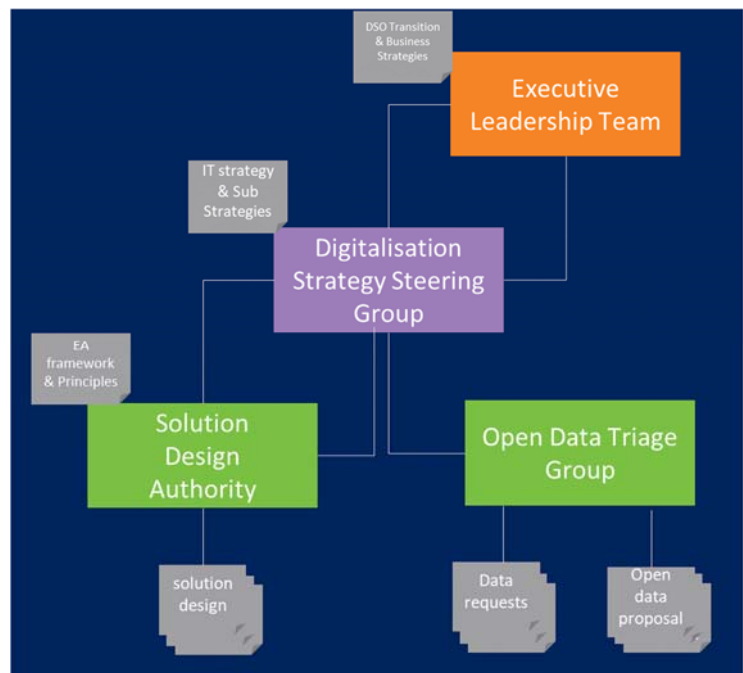 DSO Transition
& Business
Strategies
Executive
Leadership Team
IT strategy
& Sub
Strategies
Digitalisation
Strategy Steering
Group
EA
framework
& Principles
Solution
Design
Authority
Open Data Triage
Group
solution
design
Data
requests
Open
data
proposal